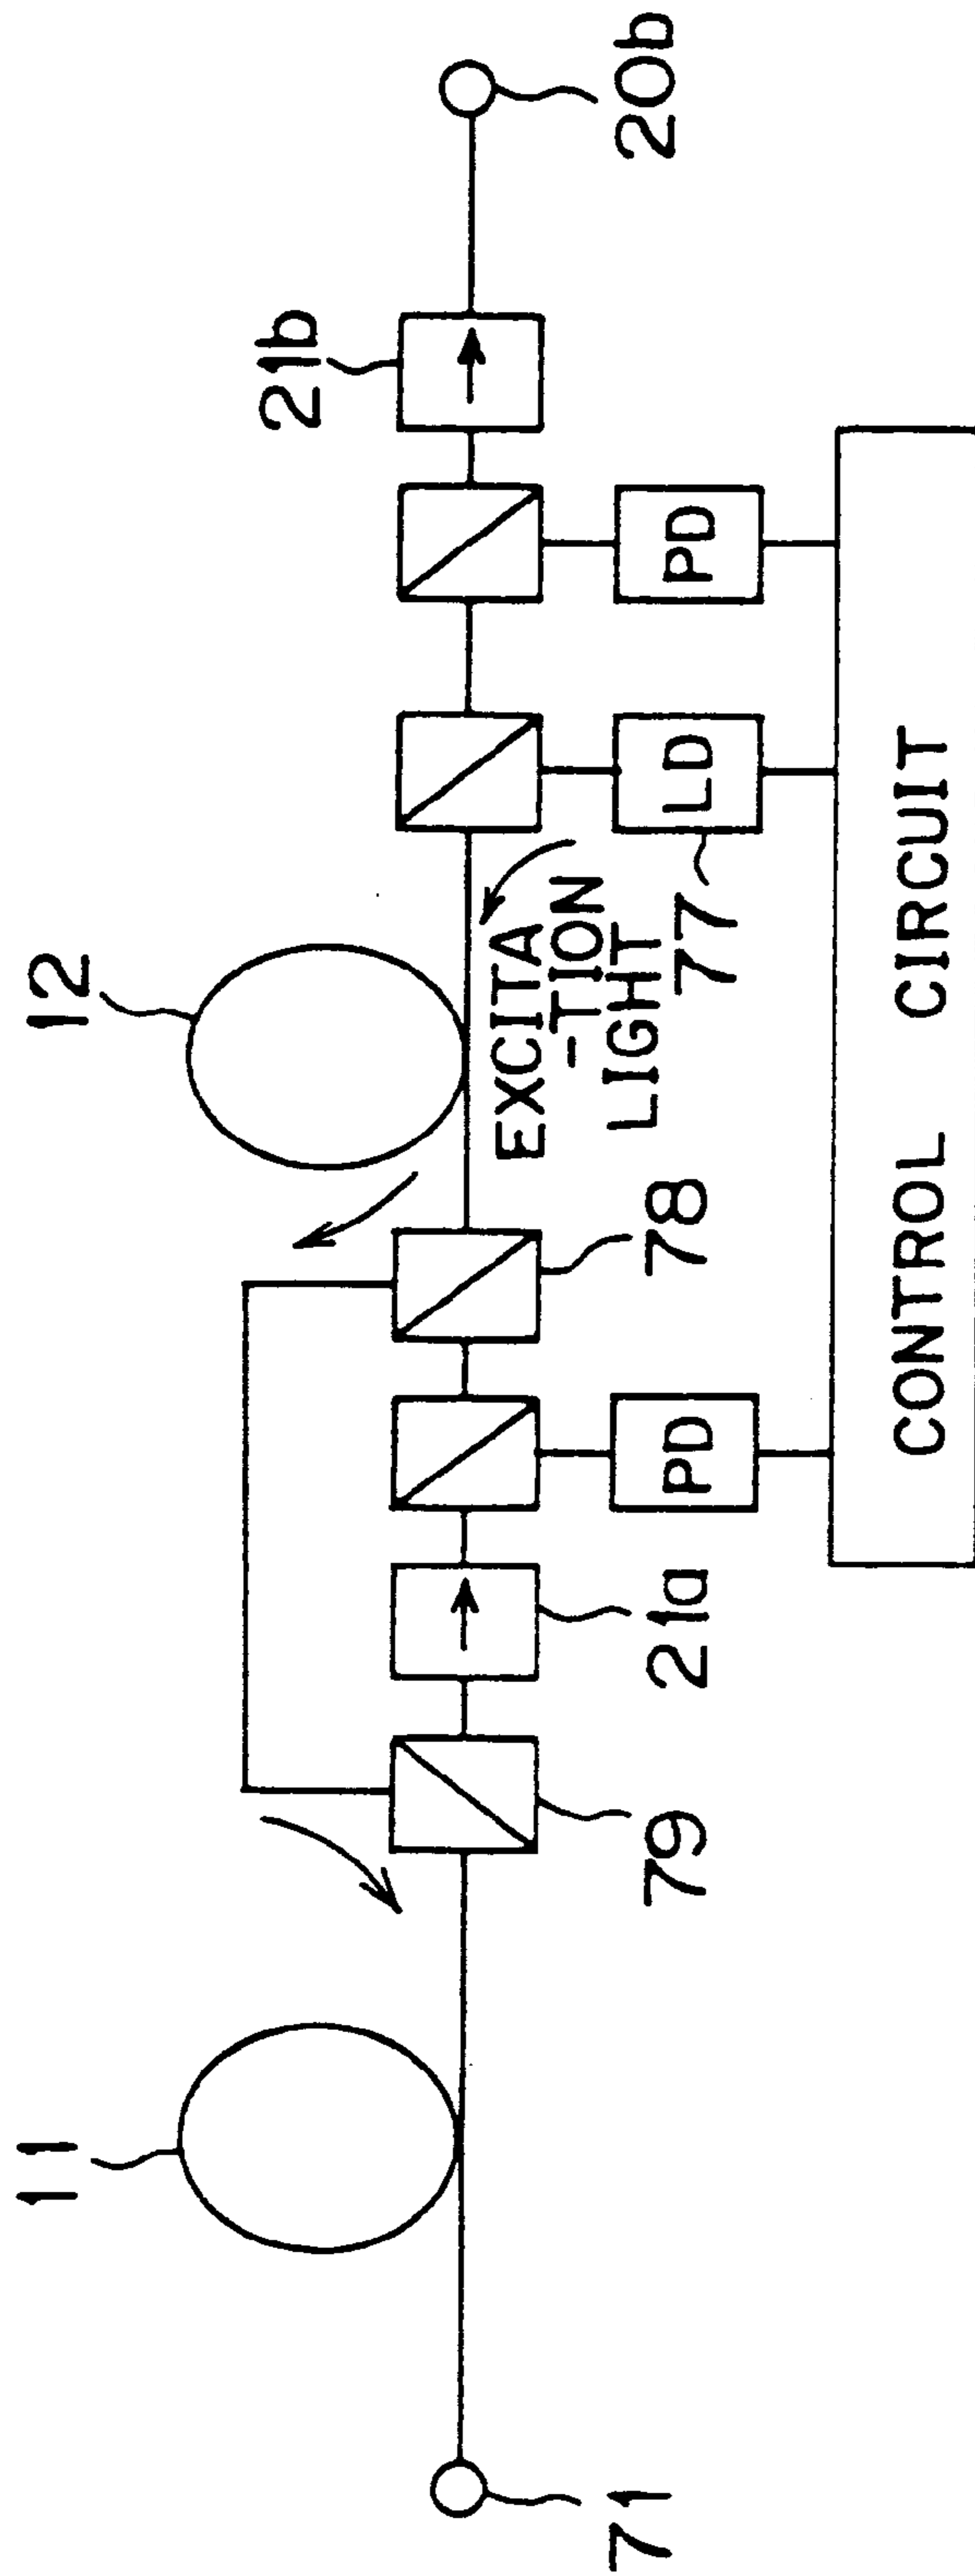 11
12
21b
71
79
21a
78
EXCITA
-TION
LIGHT
77
20b
PD
LD
PD
CONTROL CIRCUIT